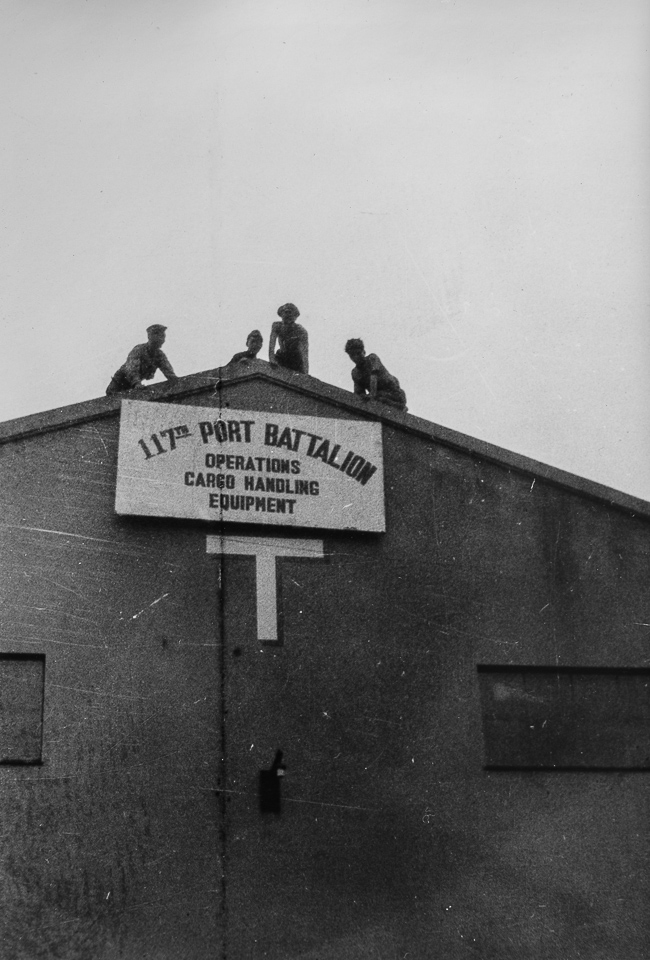 117TH PORT BATTALION
OPERATIONS
CARGO HANDLING
EQUIPMENT
T